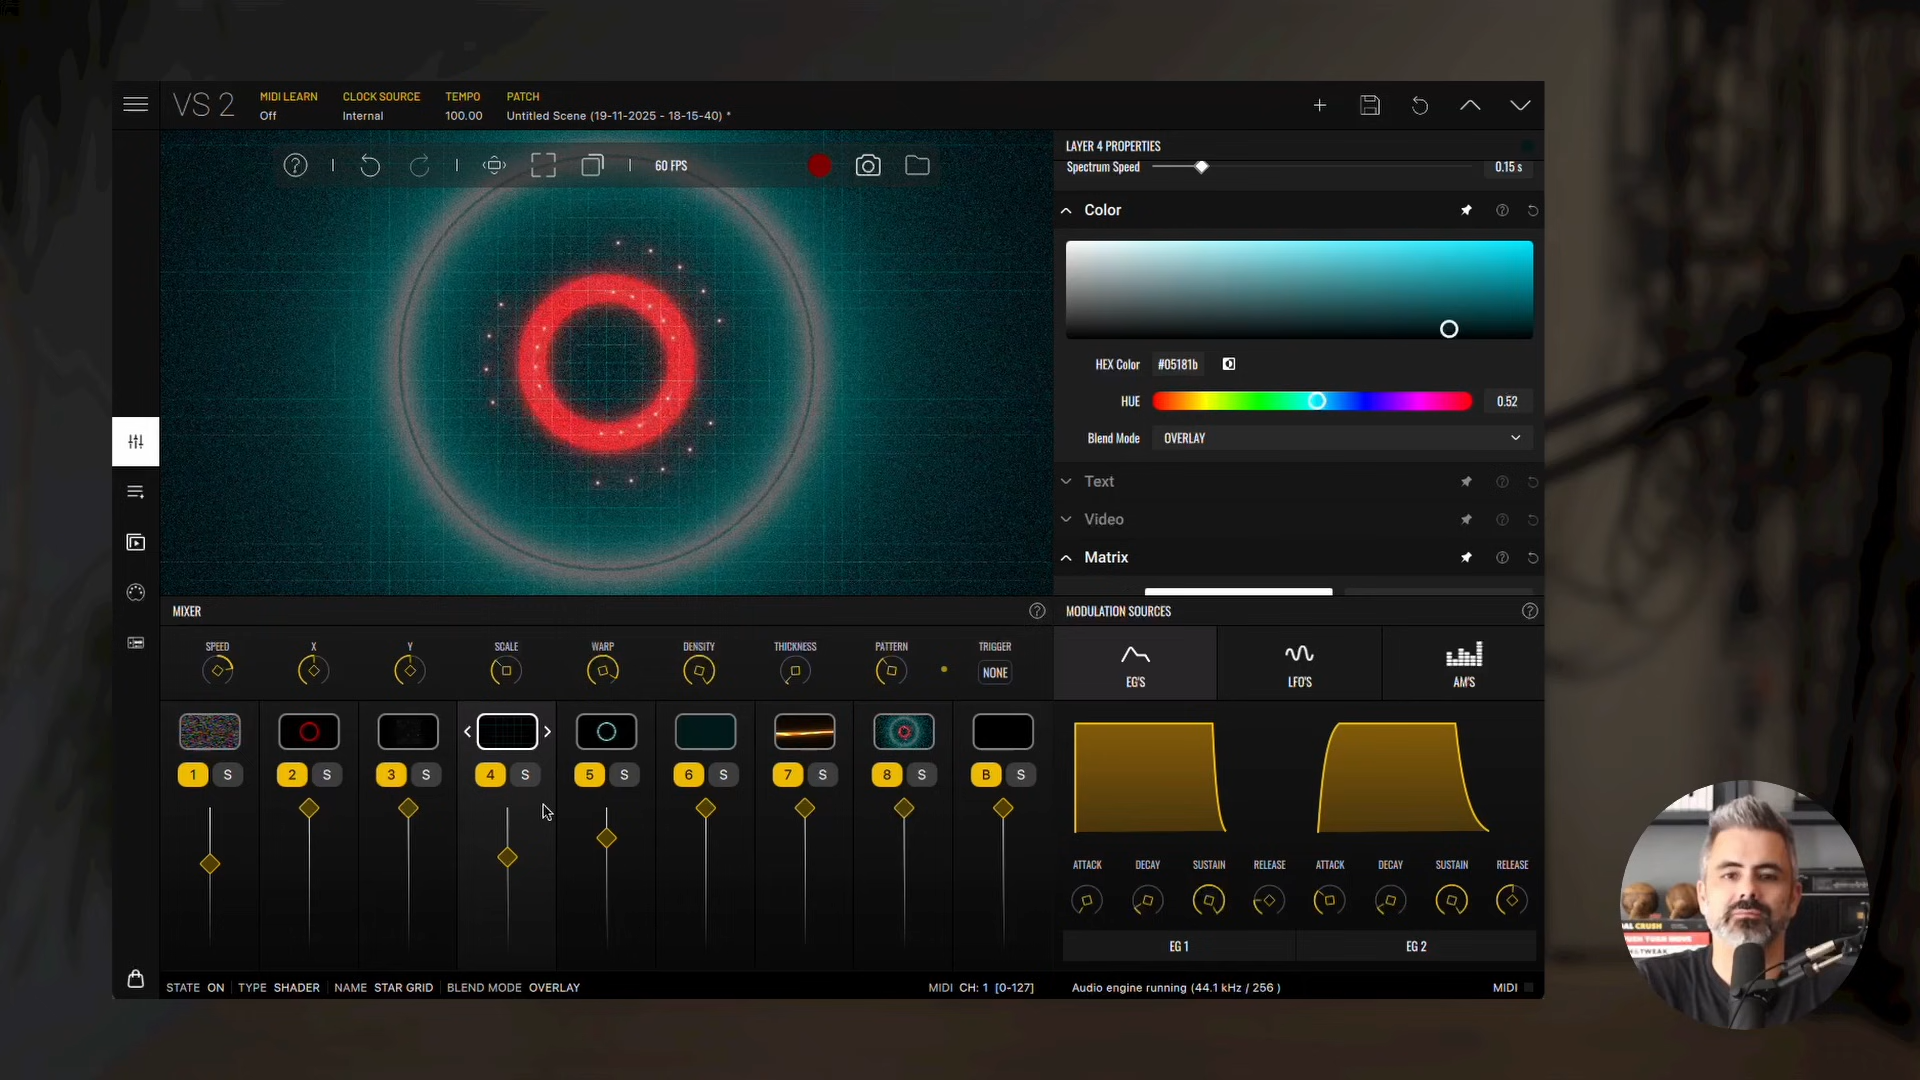 VS 2
MIDI LEARN
Off
CLOCK SOURCE
Internal
TEMPO
100.00
PATCH
Untitled Scene (19-11-2025 - 18-15-40) *
60 FPS
LAYER 4 PROPERTIES
Spectrum Speed
0.15 s
Color
HEX Color
#05181b
HUE
0.52
Blend Mode
OVERLAY
Text
Video
Matrix
MIXER
SPEED
X
Y
SCALE
WARP
DENSITY
THICKNESS
PATTERN
TRIGGER
NONE
1 S
2 S
3 S
4 S
5 S
6 S
7 S
8 S
B S
MODULATION SOURCES
EG'S
LFO'S
AM'S
ATTACK
DECAY
SUSTAIN
RELEASE
ATTACK
DECAY
SUSTAIN
RELEASE
EG 1
EG 2
STATE ON
TYPE SHADER
NAME STAR GRID
BLEND MODE OVERLAY
MIDI CH: 1 [0-127]
Audio engine running (44.1 kHz / 256 )
MIDI